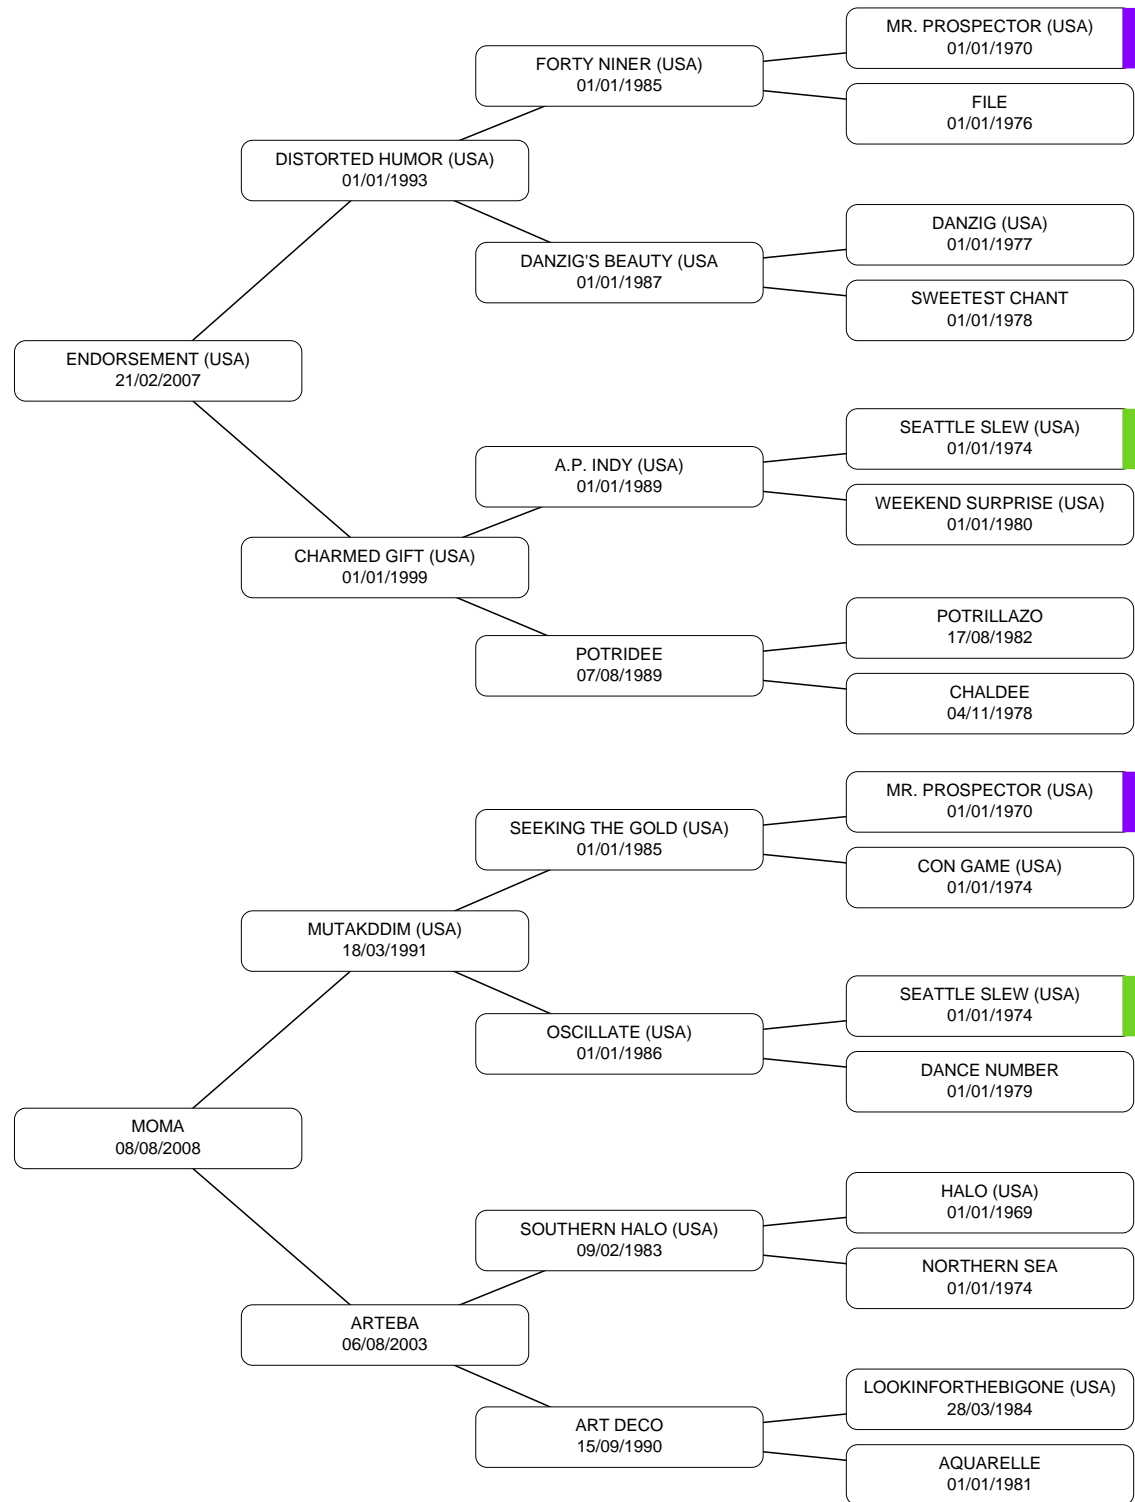 MR. PROSPECTOR (USA)
01/01/1970
FORTY NINER (USA)
01/01/1985
FILE
01/01/1976
DISTORTED HUMOR (USA)
01/01/1993
DANZIG (USA)
01/01/1977
DANZIG'S BEAUTY (USA
01/01/1987
SWEETEST CHANT
01/01/1978
ENDORSEMENT (USA)
21/02/2007
SEATTLE SLEW (USA)
01/01/1974
A.P. INDY (USA)
01/01/1989
WEEKEND SURPRISE (USA)
01/01/1980
CHARMED GIFT (USA)
01/01/1999
POTRILLAZO
17/08/1982
POTRIDEE
07/08/1989
CHALDEE
04/11/1978
MR. PROSPECTOR (USA)
01/01/1970
SEEKING THE GOLD (USA)
01/01/1985
CON GAME (USA)
01/01/1974
MUTAKDDIM (USA)
18/03/1991
SEATTLE SLEW (USA)
01/01/1974
OSCILLATE (USA)
01/01/1986
DANCE NUMBER
01/01/1979
MOMA
08/08/2008
HALO (USA)
01/01/1969
SOUTHERN HALO (USA)
09/02/1983
NORTHERN SEA
01/01/1974
ARTEBA
06/08/2003
LOOKINFORTHEBIGONE (USA)
28/03/1984
ART DECO
15/09/1990
AQUARELLE
01/01/1981